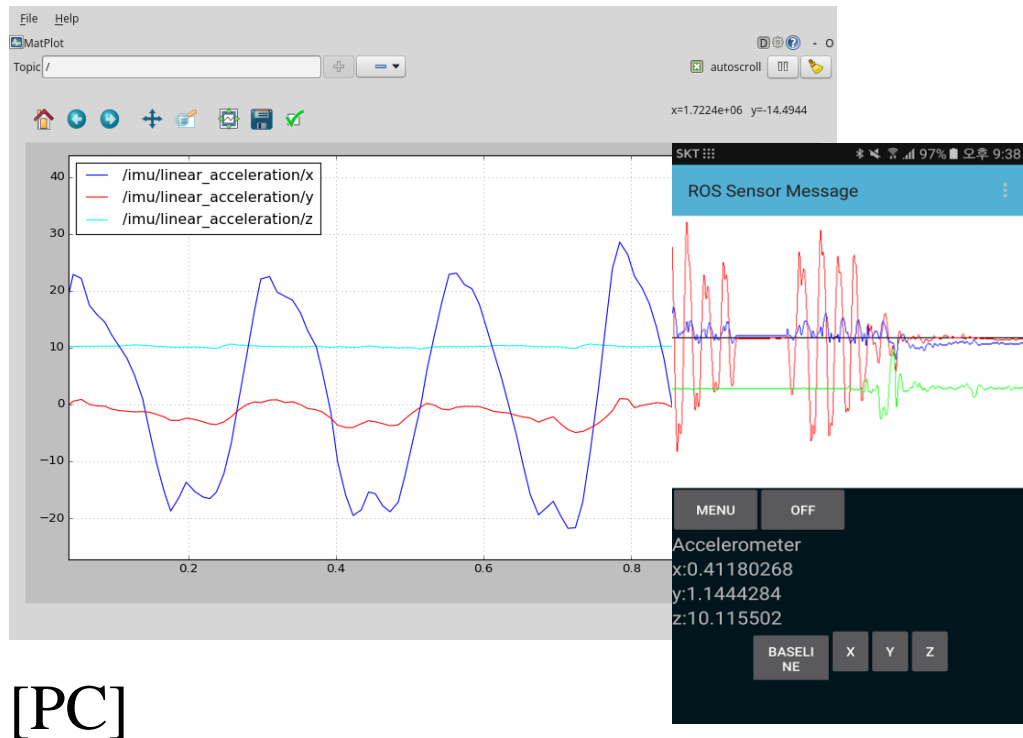 File Help
MatPlot
D - O
Topic / autoscroll
x=1.7224e+06 y=-14.4944
/imu/linear_acceleration/x
/imu/linear_acceleration/y
/imu/linear_acceleration/z
40
30
20
10
0
−10
−20
0.2 0.4 0.6 0.8
SKT 97% 오후 9:38
ROS Sensor Message
MENU OFF
Accelerometer
x:0.41180268
y:1.1444284
z:10.115502
BASELI
NE
X Y Z
[PC]